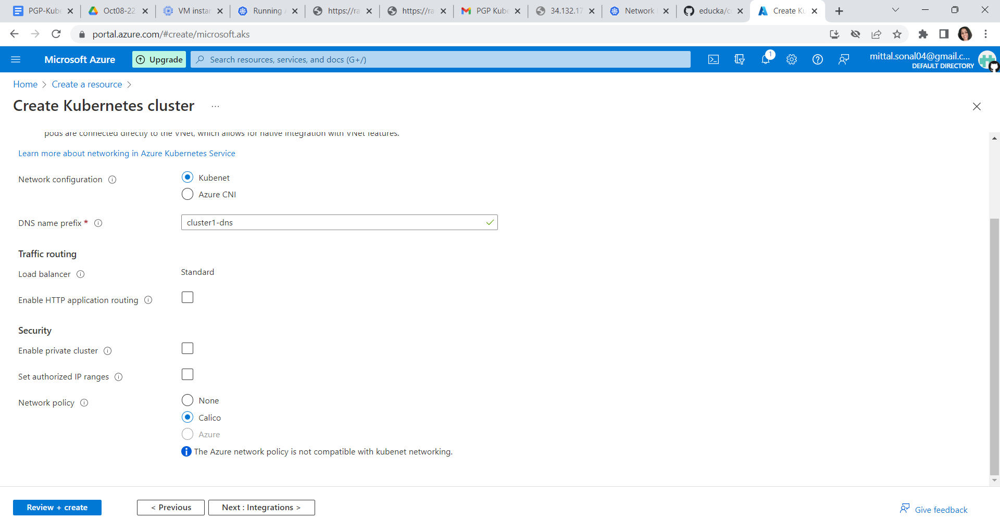 PGP-Kube
Oct08-22
VM instan
Running A
https://ra
https://ra
PGP Kube
34.132.17
Network
educka/c
Create Ku
portal.azure.com/#create/microsoft.aks
Microsoft Azure
Upgrade
Search resources, services, and docs (G+/)
1
mittal.sonal04@gmail.c...
DEFAULT DIRECTORY
Home > Create a resource >
Create Kubernetes cluster ...
pods are connected directly to the VNet, which allows for native integration with VNet features.
Learn more about networking in Azure Kubernetes Service
Network configuration
Kubenet
Azure CNI
DNS name prefix *
cluster1-dns
Traffic routing
Load balancer
Standard
Enable HTTP application routing
Security
Enable private cluster
Set authorized IP ranges
Network policy
None
Calico
Azure
The Azure network policy is not compatible with kubenet networking.
Review + create
< Previous
Next : Integrations >
Give feedback